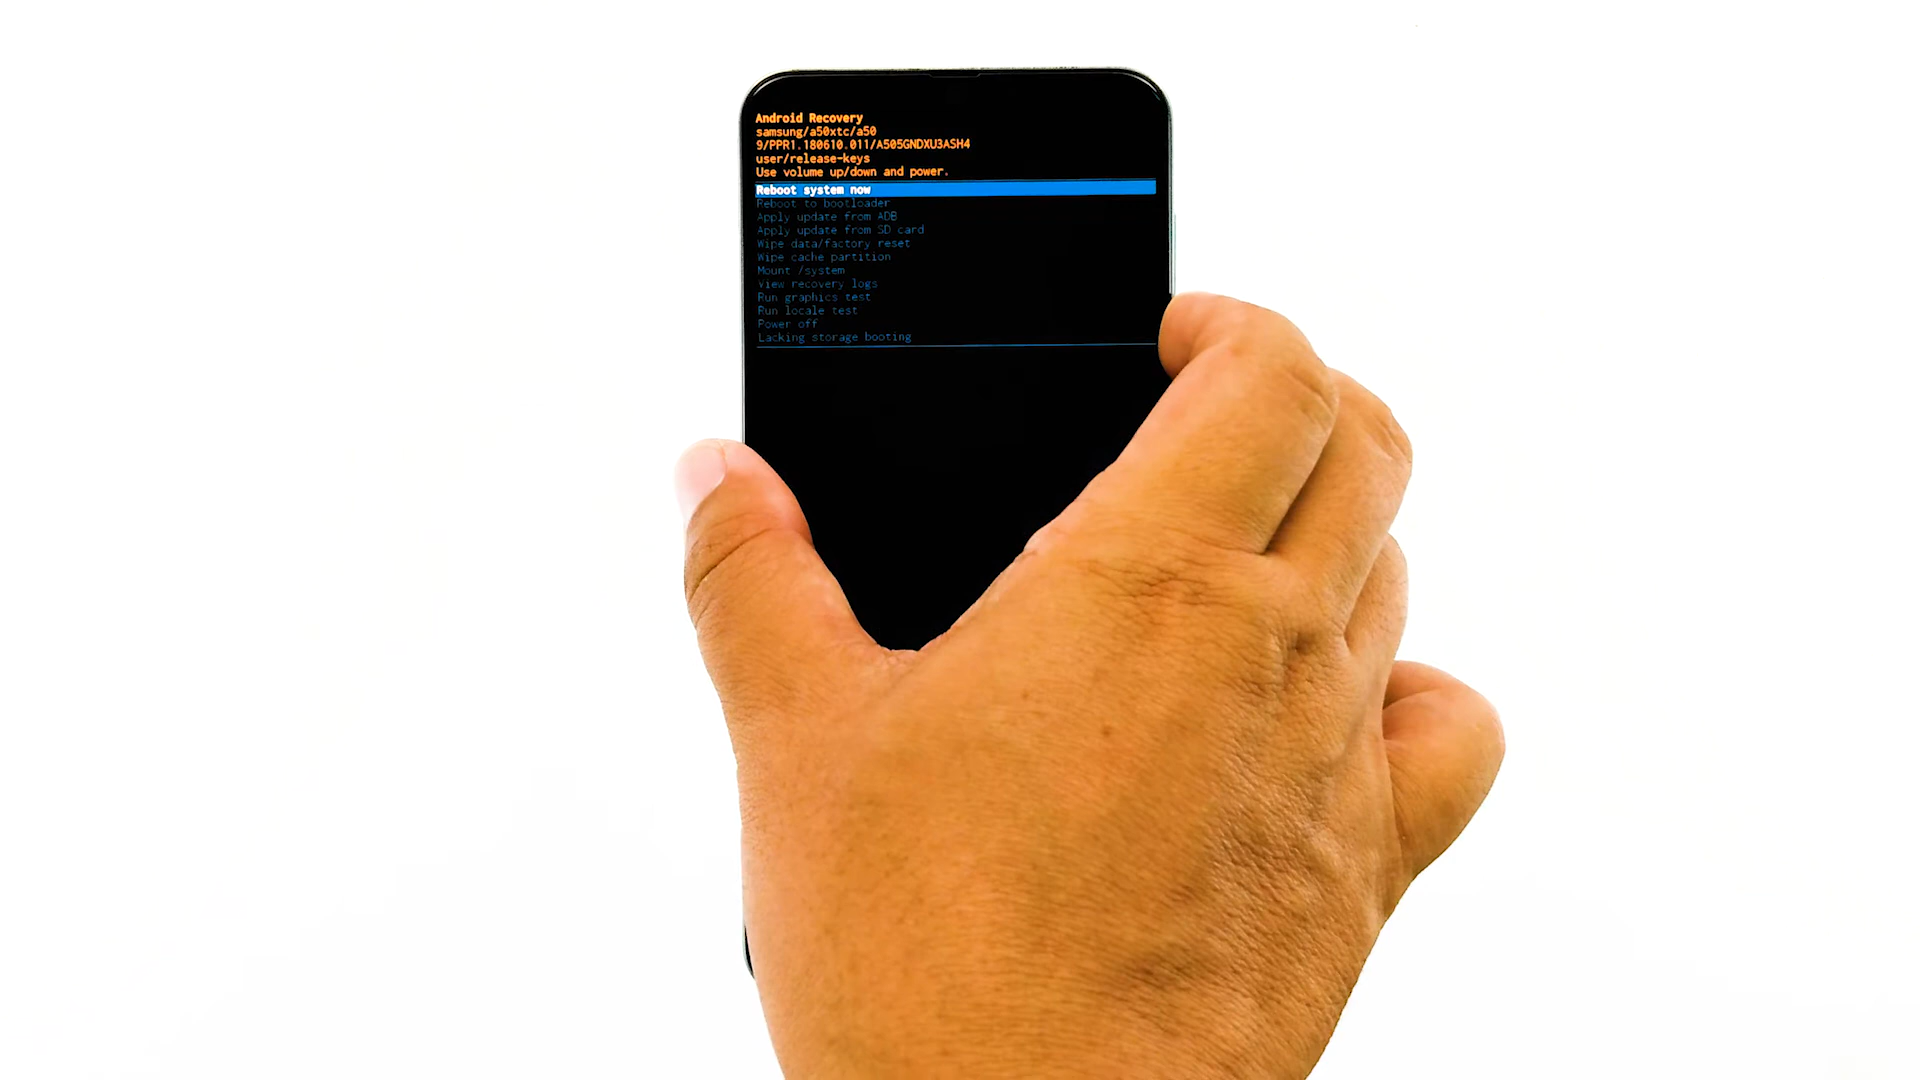 Android Recovery
samsung/a50xtc/a50
9/PPR1.180610.011/A505GNDXU3ASH4
user/release-keys
Use volume up/down and power.
Reboot system now
Reboot to bootloader
Apply update from ADB
Apply update from SD card
Wipe data/factory reset
Wipe cache partition
Mount /system
View recovery logs
Run graphics test
Run locale test
Power off
Lacking storage booting